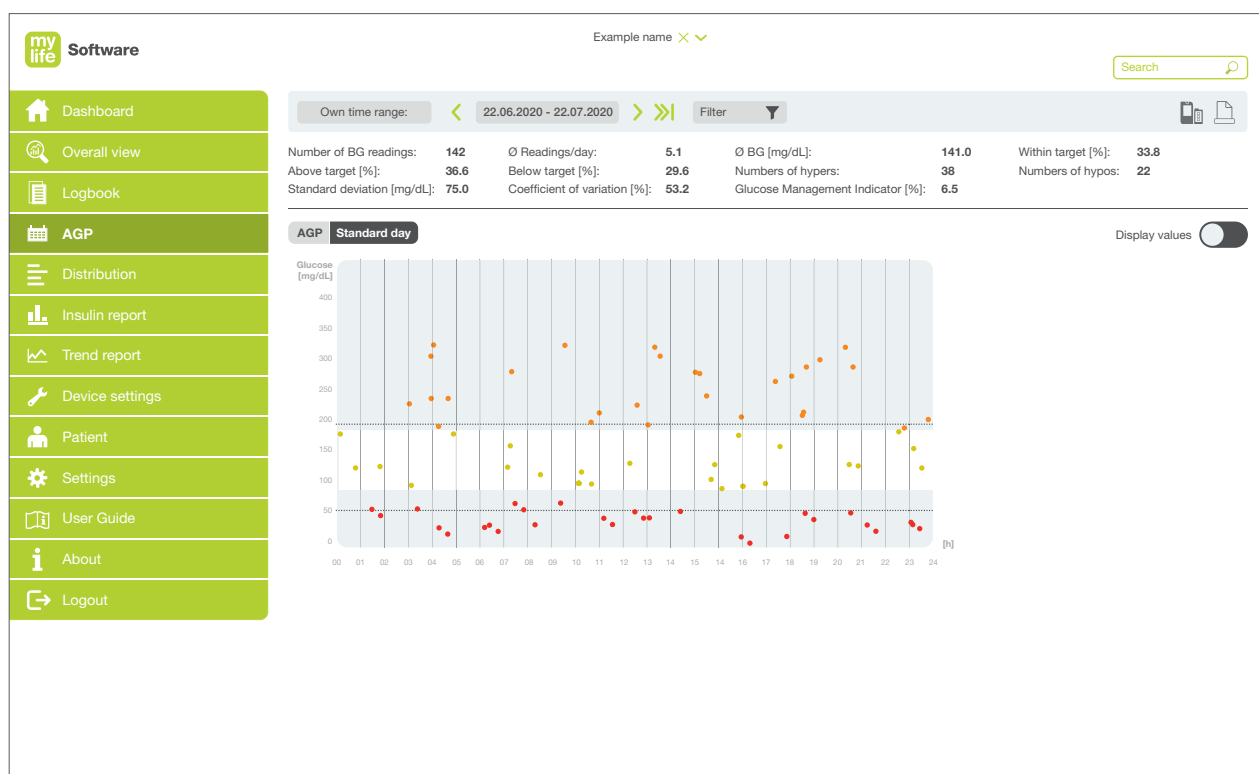 my life Software
Example name
Search
Dashboard
Overall view
Logbook
AGP
Distribution
Insulin report
Trend report
Device settings
Patient
Settings
User Guide
About
Logout
Own time range: 22.06.2020 - 22.07.2020 Filter
Number of BG readings: 142 Ø Readings/day: 5.1 Ø BG [mg/dL]: 141.0 Within target [%]: 33.8
Above target [%]: 36.6 Below target [%]: 29.6 Numbers of hypers: 38 Numbers of hypos: 22
Standard deviation [mg/dL]: 75.0 Coefficient of variation [%]: 53.2 Glucose Management Indicator [%]: 6.5
AGP Standard day Display values
Glucose
[mg/dL]
400
350
300
250
200
150
100
50
0
[h]
00 01 02 03 04 05 06 07 08 09 10 11 12 13 14 15 16 17 18 19 20 21 22 23 24